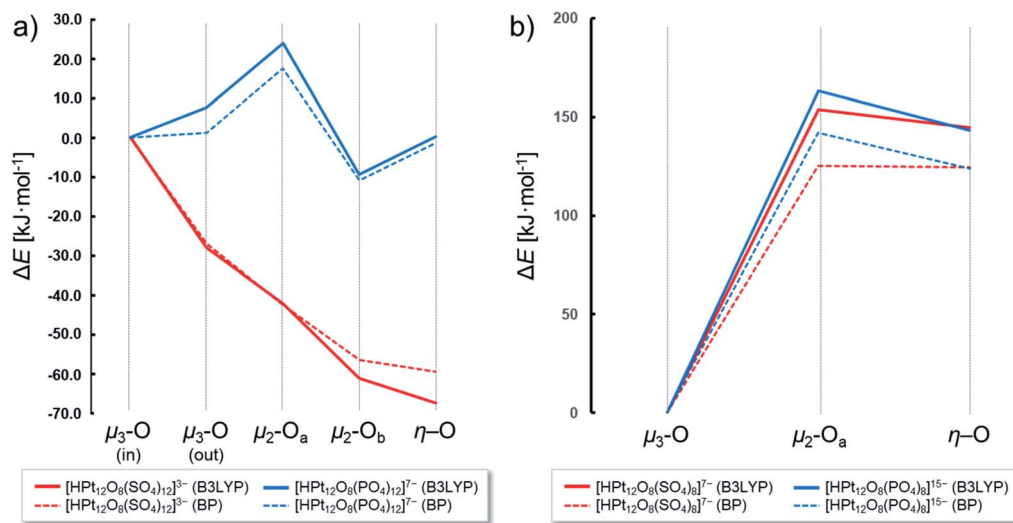 a)
ΔE [kJ·mol⁻¹]
30.0
20.0
10.0
0.0
-10.0
-20.0
-30.0
-40.0
-50.0
-60.0
-70.0
μ₃-O (in)
μ₃-O (out)
μ₂-Oₐ
μ₂-O_b
η–O
[HPt₁₂O₈(SO₄)₁₂]³⁻ (B3LYP)
[HPt₁₂O₈(PO₄)₁₂]⁷⁻ (B3LYP)
[HPt₁₂O₈(SO₄)₁₂]³⁻ (BP)
[HPt₁₂O₈(PO₄)₁₂]⁷⁻ (BP)
b)
ΔE [kJ·mol⁻¹]
200
150
100
50
0
μ₃-O
μ₂-Oₐ
η–O
[HPt₁₂O₈(SO₄)₈]⁷⁻ (B3LYP)
[HPt₁₂O₈(PO₄)₈]¹⁵⁻ (B3LYP)
[HPt₁₂O₈(SO₄)₈]⁷⁻ (BP)
[HPt₁₂O₈(PO₄)₈]¹⁵⁻ (BP)